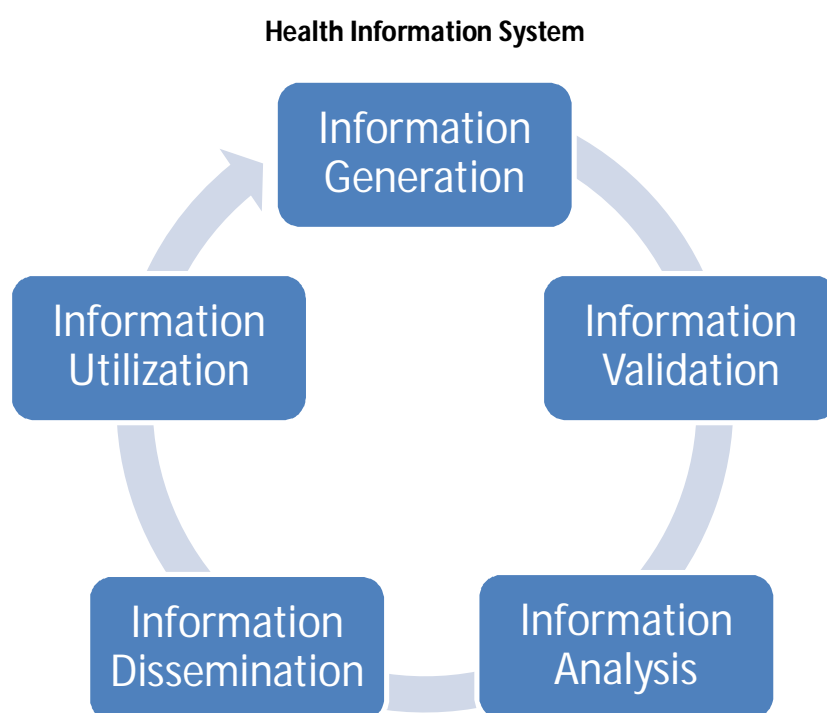 Health Information System
Information
Generation
Information
Validation
Information
Analysis
Information
Dissemination
Information
Utilization